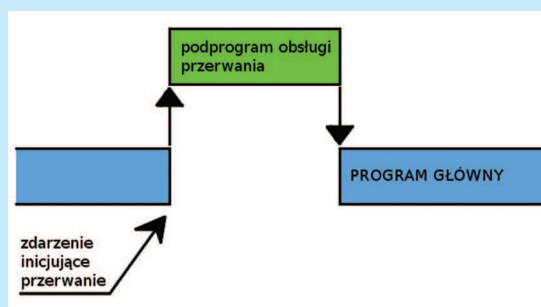 podprogram obsługi
przerwania
PROGRAM GŁÓWNY
zdarzenie
inicjujące
przerwanie